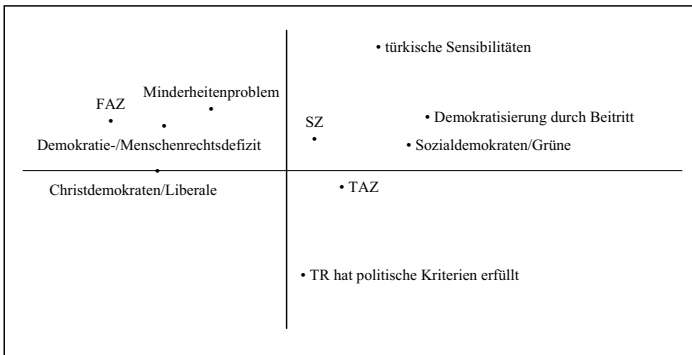 • türkische Sensibilitäten
Minderheitenproblem
FAZ
SZ
• Demokratisierung durch Beitritt
Demokratie-/Menschenrechtsdefizit
• Sozialdemokraten/Grüne
Christdemokraten/Liberale
• TAZ
• TR hat politische Kriterien erfüllt